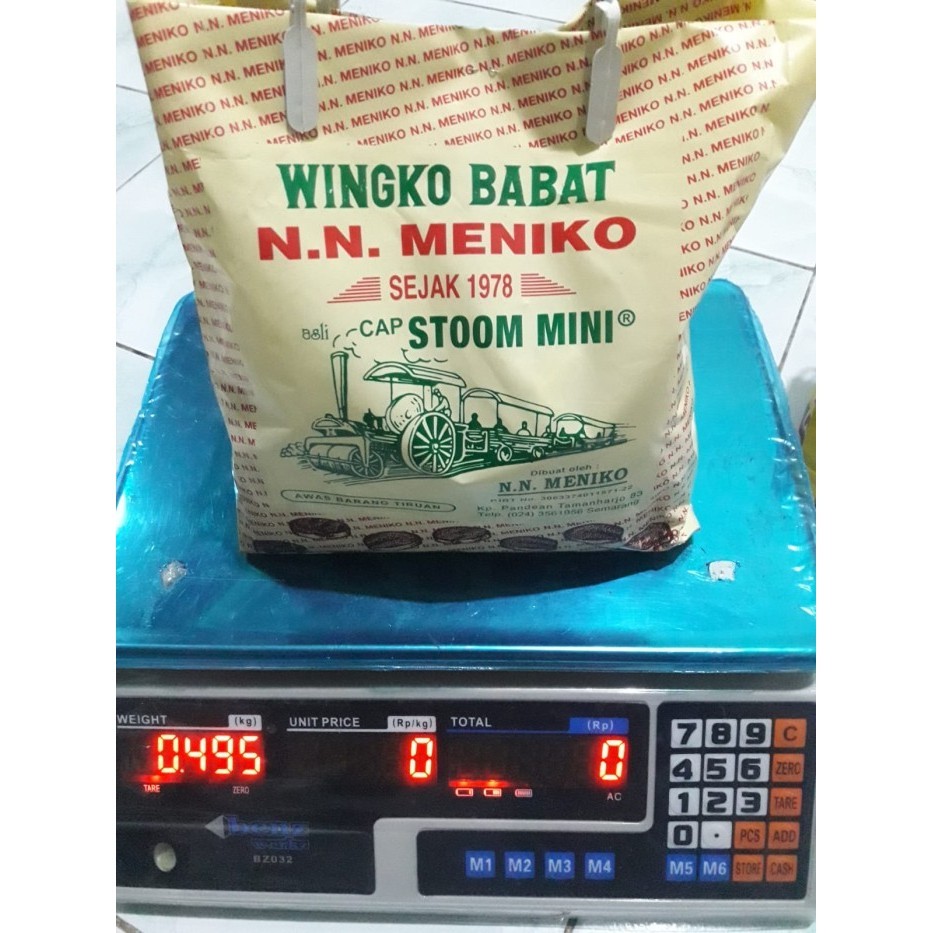 WINGKO BABAT
N.N. MENIKO
SEJAK 1978
asli CAP STOOM MINI®
Dibuat oleh :
N.N. MENIKO
Kp. Pandean Tamanharjo 83
Telp. (024) 3561956 Semarang
AWAS BARANG TIRUAN
WEIGHT (kg) UNIT PRICE (Rp/kg) TOTAL (Rp)
0.495 0 0
TARE ZERO AC
BZ032
M1 M2 M3 M4
7 8 9 C
4 5 6 ZERO
1 2 3 TARE
0 . PCS ADD
M5 M6 STORE CASH